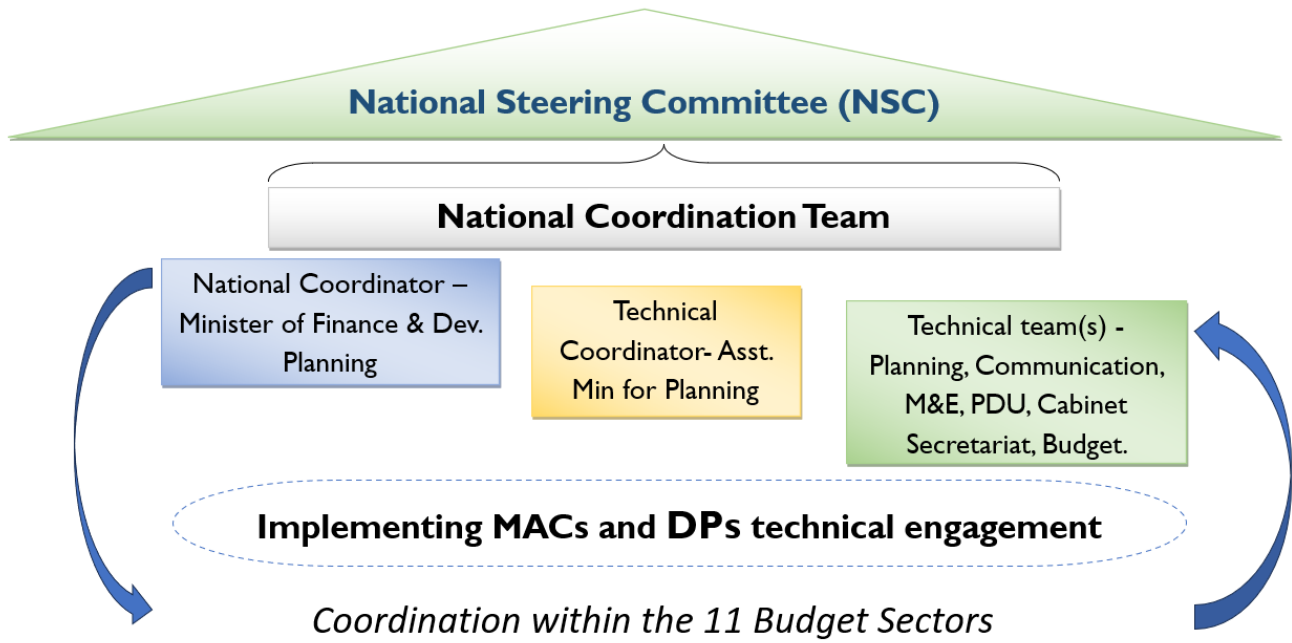 National Steering Committee (NSC)
National Coordination Team
National Coordinator –
Minister of Finance & Dev.
Planning
Technical
Coordinator- Asst.
Min for Planning
Technical team(s) -
Planning, Communication,
M&E, PDU, Cabinet
Secretariat, Budget.
Implementing MACs and DPs technical engagement
Coordination within the 11 Budget Sectors